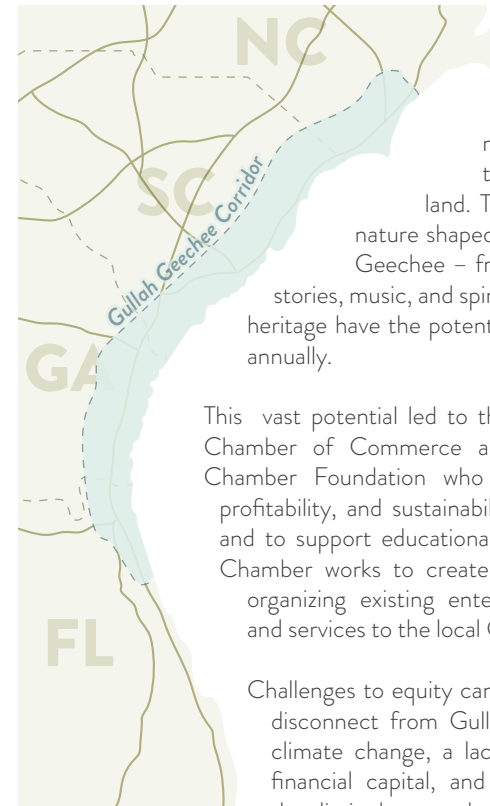 NC
SC
Gullah Geechee Corridor
GA
FL
land. T
nature shaped
Geechee – fr
stories, music, and spir
heritage have the potent
annually.
This vast potential led to th
Chamber of Commerce a
Chamber Foundation who
profitability, and sustainabil
and to support educationa
Chamber works to create
organizing existing ente
and services to the local G
Challenges to equity car
disconnect from Gull
climate change, a lac
financial capital, and